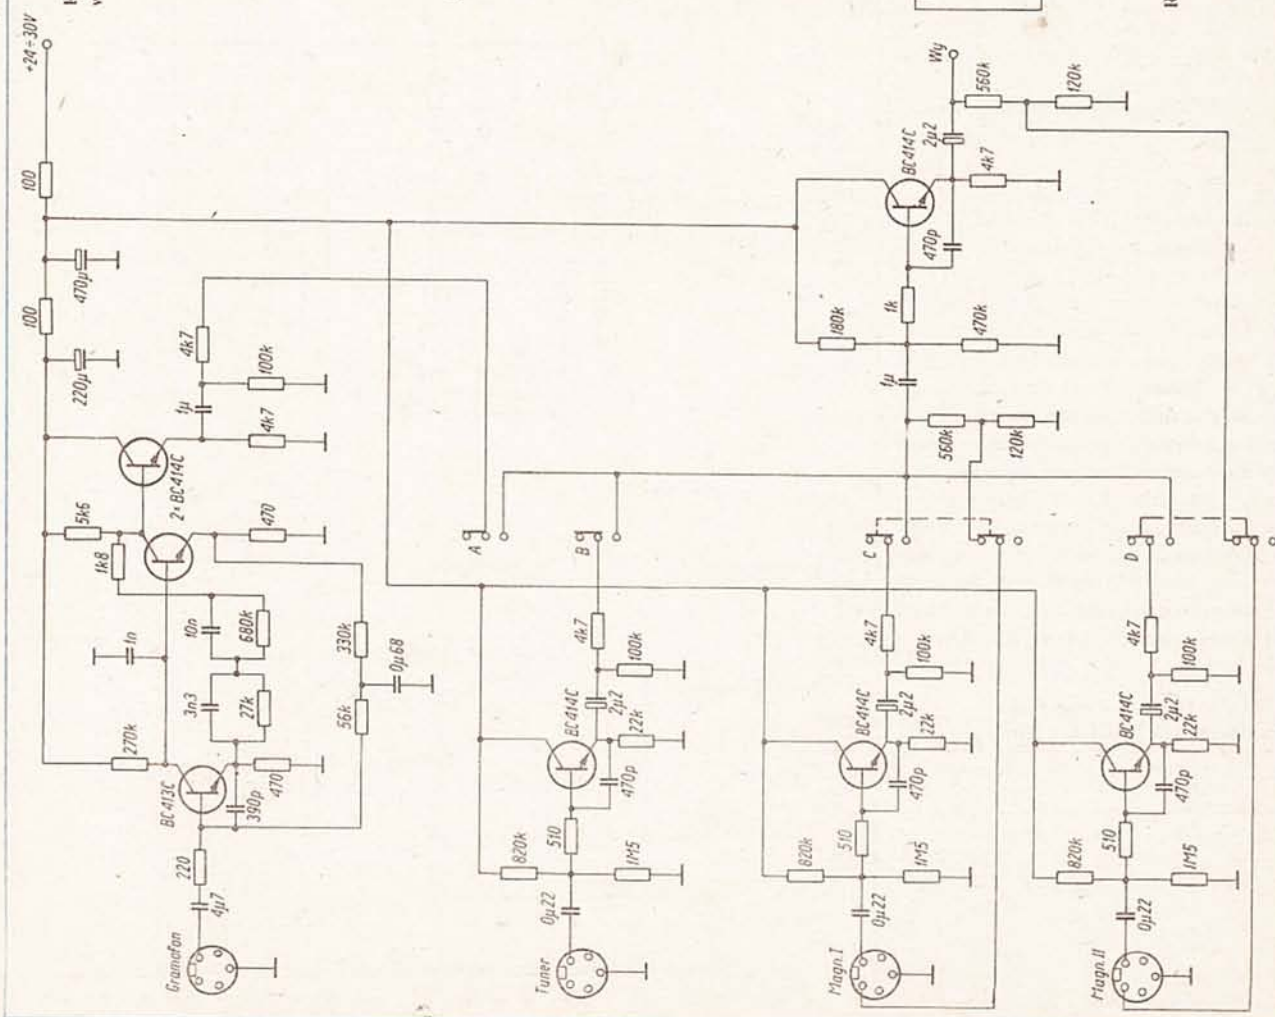 +24÷30V
100
470µ
100
220µ
4k7
1µ
100k
4k7
5k6
2×BC414C
1k8
470
1n
10n
680k
3n3
27k
330k
56k
0µ68
270k
BC413C
390p
470
220
4µ7
Gramofon
A
B
4k7
100k
BC414C
2µ2
22k
470p
510
820k
1M5
0µ22
Tuner
C
4k7
100k
BC414C
2µ2
22k
470p
510
820k
1M5
0µ22
Magn. I
D
4k7
100k
BC414C
2µ2
22k
470p
510
820k
1M5
0µ22
Magn. II
Wy
560k
120k
2µ2
BC414C
4k7
470p
1k
180k
470k
1µ
560k
120k